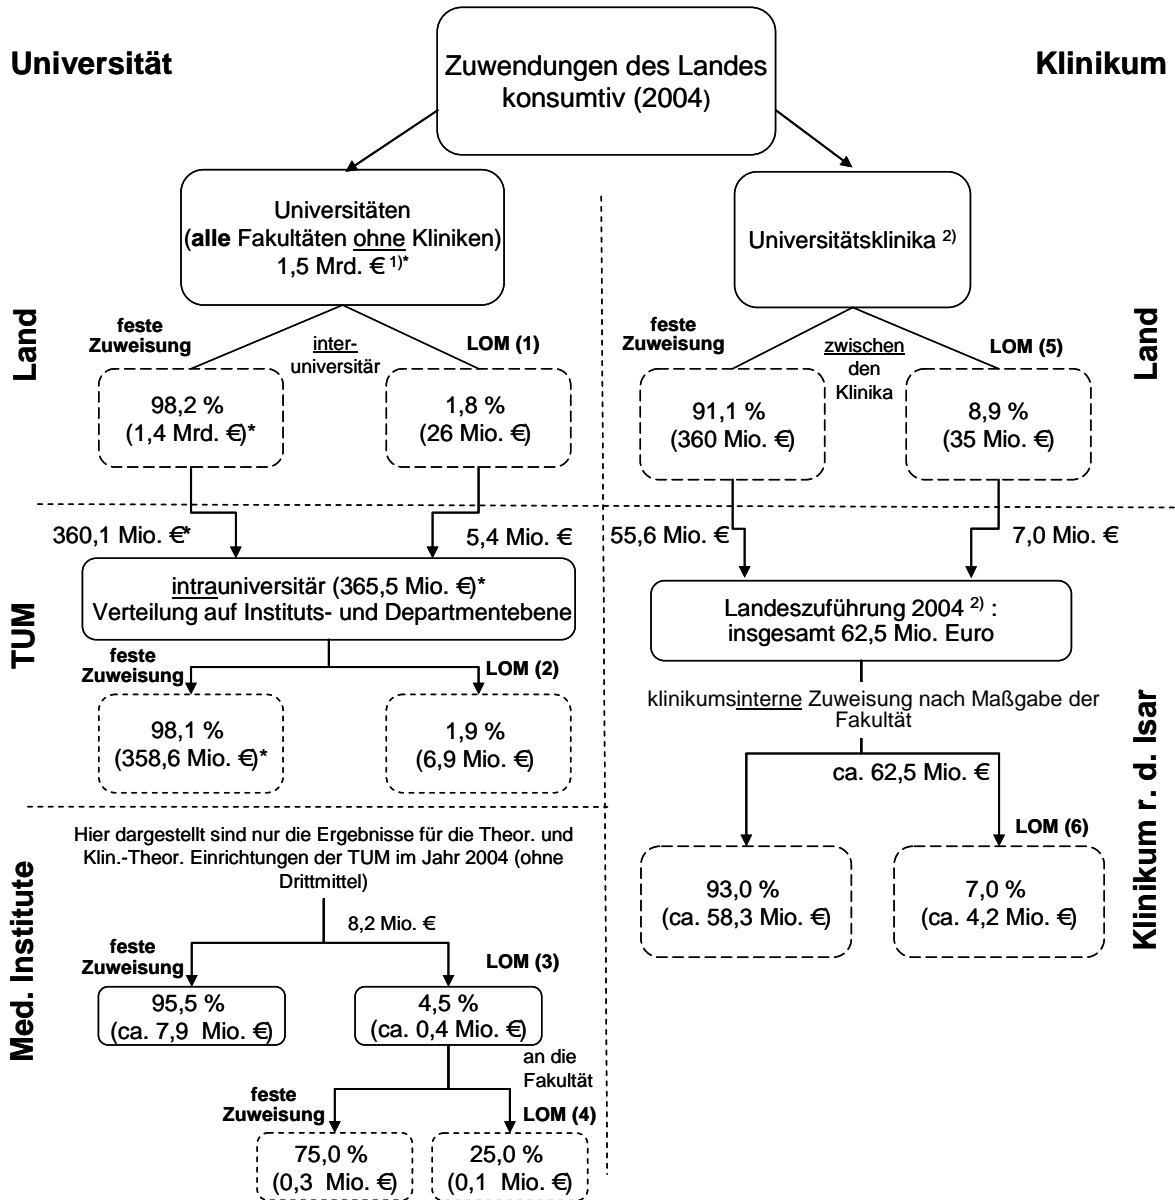 Universität
Zuwendungen des Landes
konsumtiv (2004)
Klinikum
Universitäten
(alle Fakultäten ohne Kliniken)
1,5 Mrd. € 1)*
Universitätsklinika 2)
Land
feste
Zuweisung
inter-
universitär
LOM (1)
98,2 %
(1,4 Mrd. €)*
1,8 %
(26 Mio. €)
feste
Zuweisung
zwischen
den
Klinika
LOM (5)
91,1 %
(360 Mio. €)
8,9 %
(35 Mio. €)
Land
TUM
360,1 Mio. €*
5,4 Mio. €
intrauniversitär (365,5 Mio. €)*
Verteilung auf Instituts- und Departmentebene
feste
Zuweisung
LOM (2)
98,1 %
(358,6 Mio. €)*
1,9 %
(6,9 Mio. €)
55,6 Mio. €
7,0 Mio. €
Landeszuführung 2004 2) :
insgesamt 62,5 Mio. Euro
klinikumsinterne Zuweisung nach Maßgabe der
Fakultät
ca. 62,5 Mio. €
LOM (6)
93,0 %
(ca. 58,3 Mio. €)
7,0 %
(ca. 4,2 Mio. €)
Klinikum r. d. Isar
Med. Institute
Hier dargestellt sind nur die Ergebnisse für die Theor. und
Klin.-Theor. Einrichtungen der TUM im Jahr 2004 (ohne
Drittmittel)
8,2 Mio. €
feste
Zuweisung
LOM (3)
95,5 %
(ca. 7,9 Mio. €)
4,5 %
(ca. 0,4 Mio. €)
an die
Fakultät
feste
Zuweisung
LOM (4)
75,0 %
(0,3 Mio. €)
25,0 %
(0,1 Mio. €)